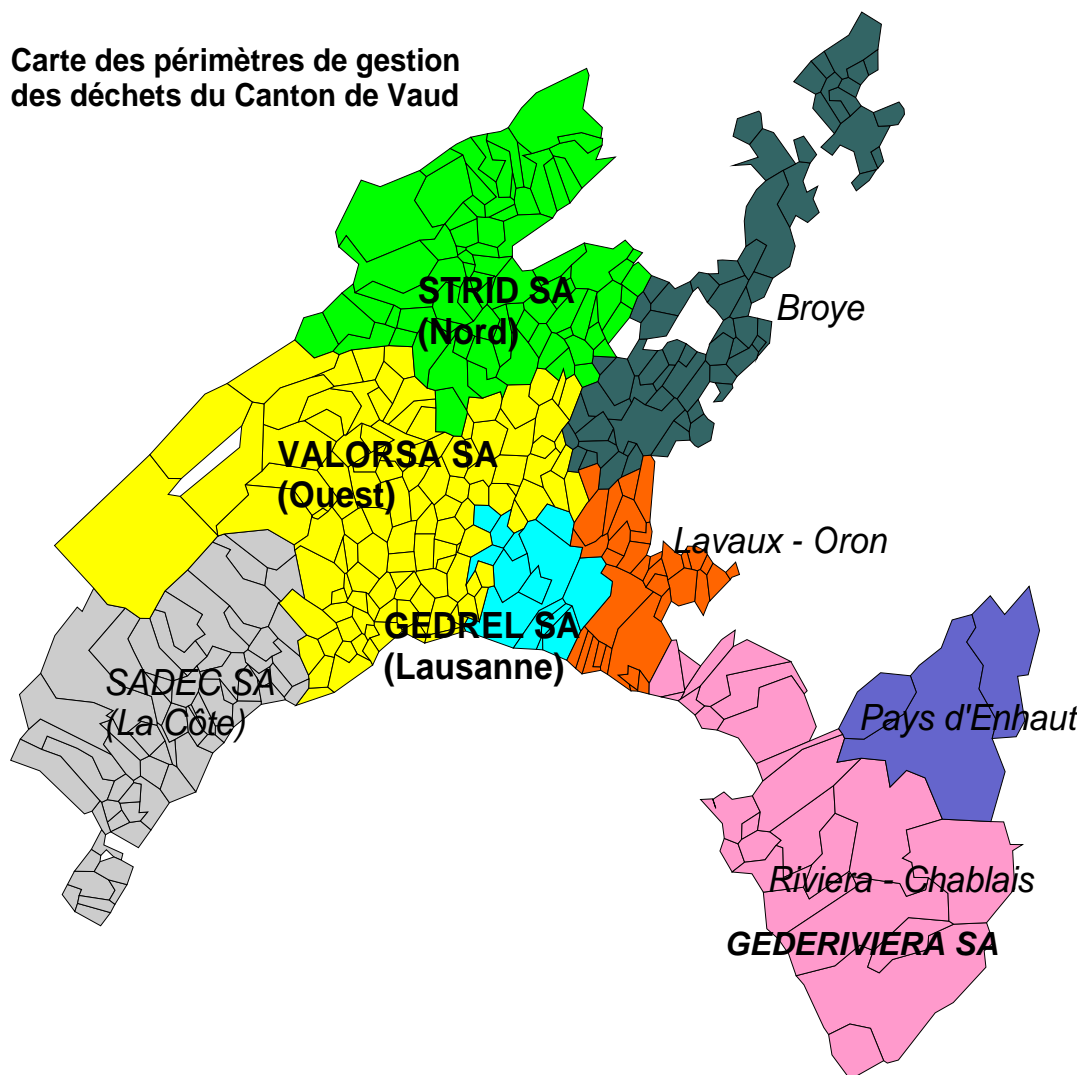 Carte des périmètres de gestion
des déchets du Canton de Vaud
STRID SA
(Nord)
Broye
VALORSA SA
(Ouest)
Lavaux - Oron
GEDREL SA
(Lausanne)
SADEC SA
(La Côte)
Pays d'Enhaut
Riviera - Chablais
GEDERIVIERA SA